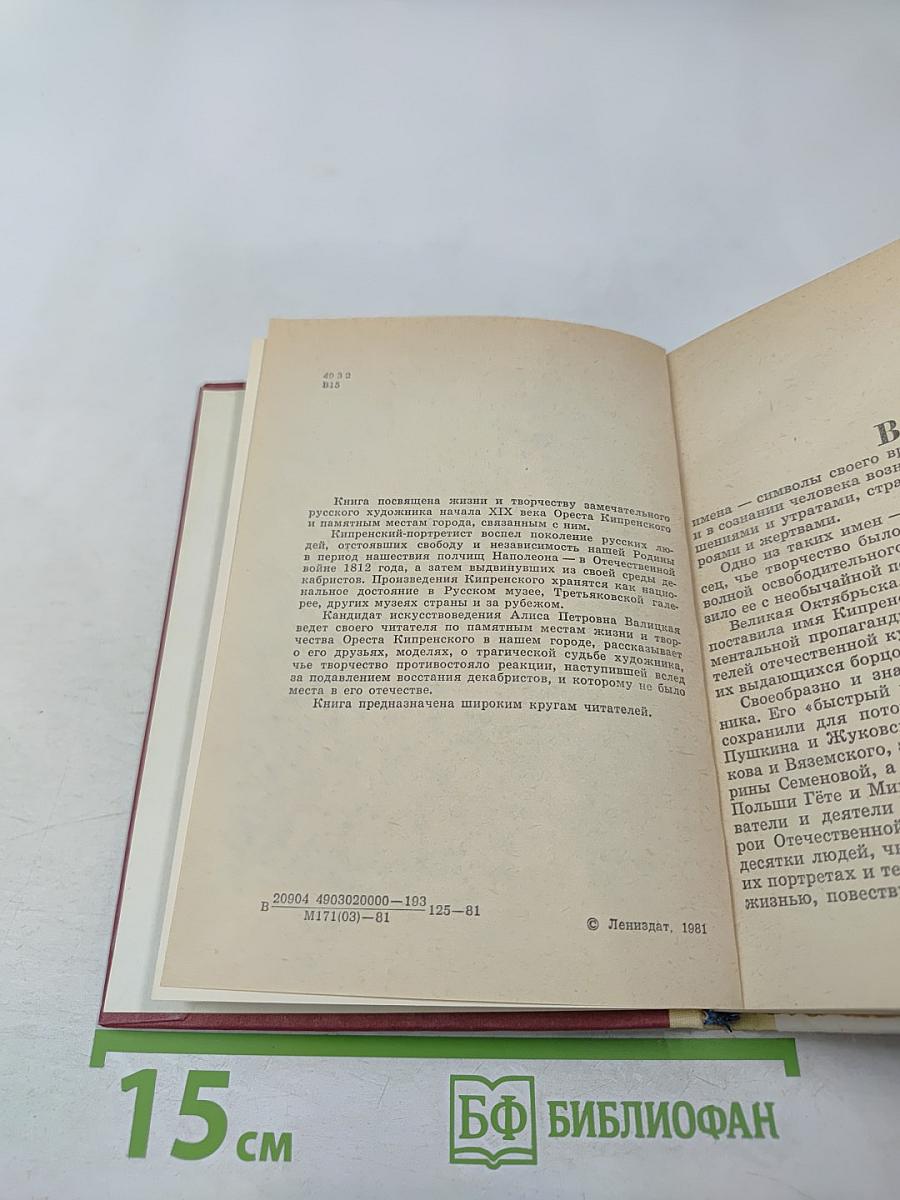 49 3 2
В15
Книга посвящена жизни и творчеству замечательного
русского художника начала XIX века Ореста Кипренского
и памятным местам города, связанным с ним.
Кипренский-портретист воспел поколение русских лю-
дей, отстоявших свободу и независимость нашей Родины
в период нашествия полчищ Наполеона — в Отечественной
войне 1812 года, а затем выдвинувших из своей среды де-
кабристов. Произведения Кипренского хранятся как нацио-
нальное достояние в Русском музее, Третьяковской гале-
рее, других музеях страны и за рубежом.
Кандидат искусствоведения Алиса Петровна Валицкая
ведет своего читателя по памятным местам жизни и твор-
чества Ореста Кипренского в нашем городе, рассказывает
о его друзьях, моделях, о трагической судьбе художника,
чье творчество противостояло реакции, наступившей вслед
за подавлением восстания декабристов, и которому не было
места в его отечестве.
Книга предназначена широким кругам читателей.
В 20904 4903020000—193 125—81
М171(03)—81
© Лениздат, 1981
В
имена — символы своего вр
и в сознании человека возн
шениями и утратами, стра
роями и жертвами.
Одно из таких имен —
сец, чье творчество было
волной освободительного
зило ее с необычайной по
Великая Октябрьска
поставила имя Кипренс
ментальной пропаганд
телей отечественной ку
их выдающихся борцо
Своеобразно и зна
ника. Его «быстрый
сохранили для пото
Пушкина и Жуковс
кова и Вяземского,
рины Семеновой, а
Польши Гёте и Ми
ватели и деятели
рои Отечественной
десятки людей, чь
их портретах и те
жизнью, повеству
15 см
БФ БИБЛИОФАН